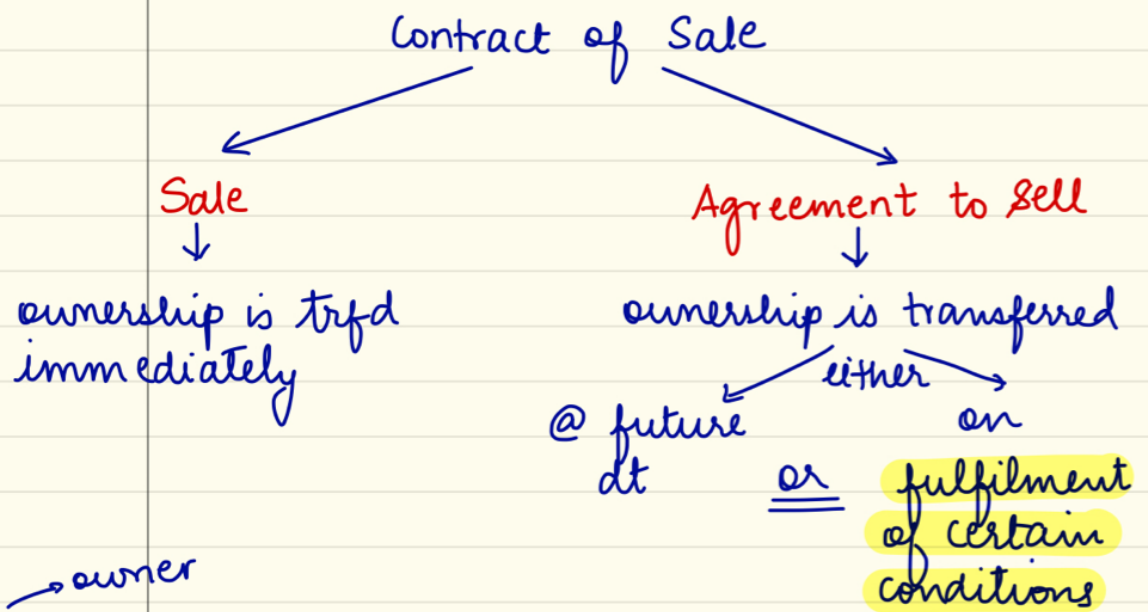 Contract of Sale
Sale
Agreement to Sell
ownership is trfd
immediately
ownership is transferred
either
@ future
dt
or
on
fulfilment
of certain
conditions
owner